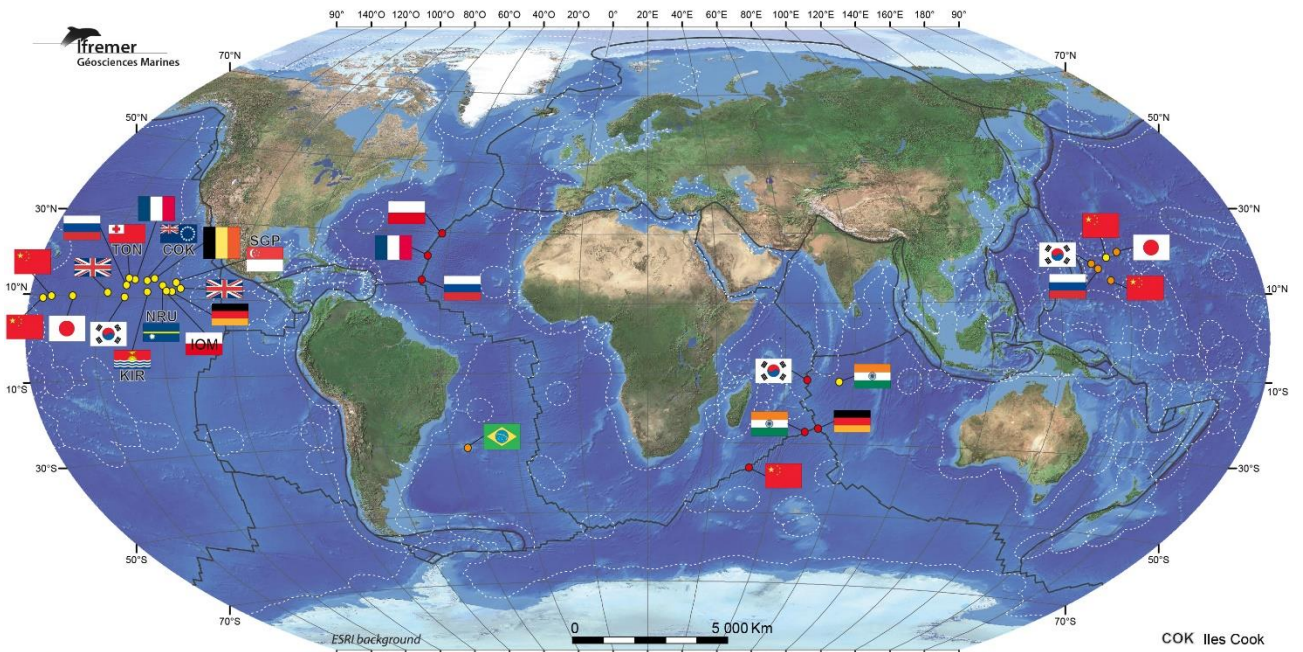 90° 120°O 100°O 80°O 60°O 40°O 20°O 0° 20°E 40°E 60°E 80°E 100°E 120°E 140°E 160°E 90°
Ifremer
Géosciences Marines
70°N 70°N
50°N 50°N
30°N 30°N
TON COK SGP
10°N 10°N
NRU IOM
KIR
10°S 10°S
30°S 30°S
50°S 50°S
70°S 70°S
ESRI background
0 5 000 Km
COK Iles Cook